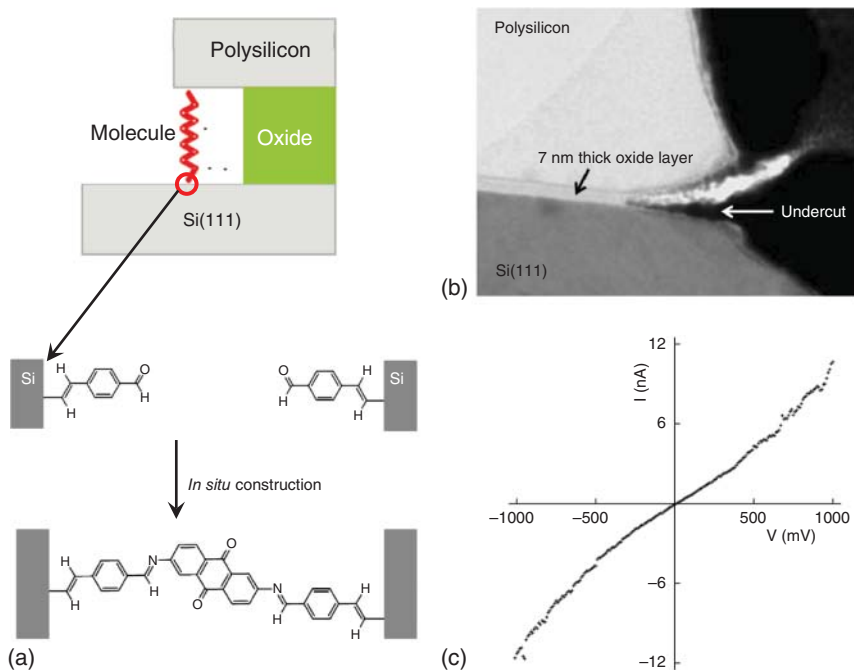 Polysilicon
Molecule
Oxide
Si(111)
Si
H
H
O
H
O
H
H
H
Si
In situ construction
H
H
N
H
O
O
N
H
H
H
(a)
Polysilicon
7 nm thick oxide layer
Undercut
Si(111)
(b)
12
6
I (nA)
–1000
–500
500
1000
V (mV)
–6
–12
(c)